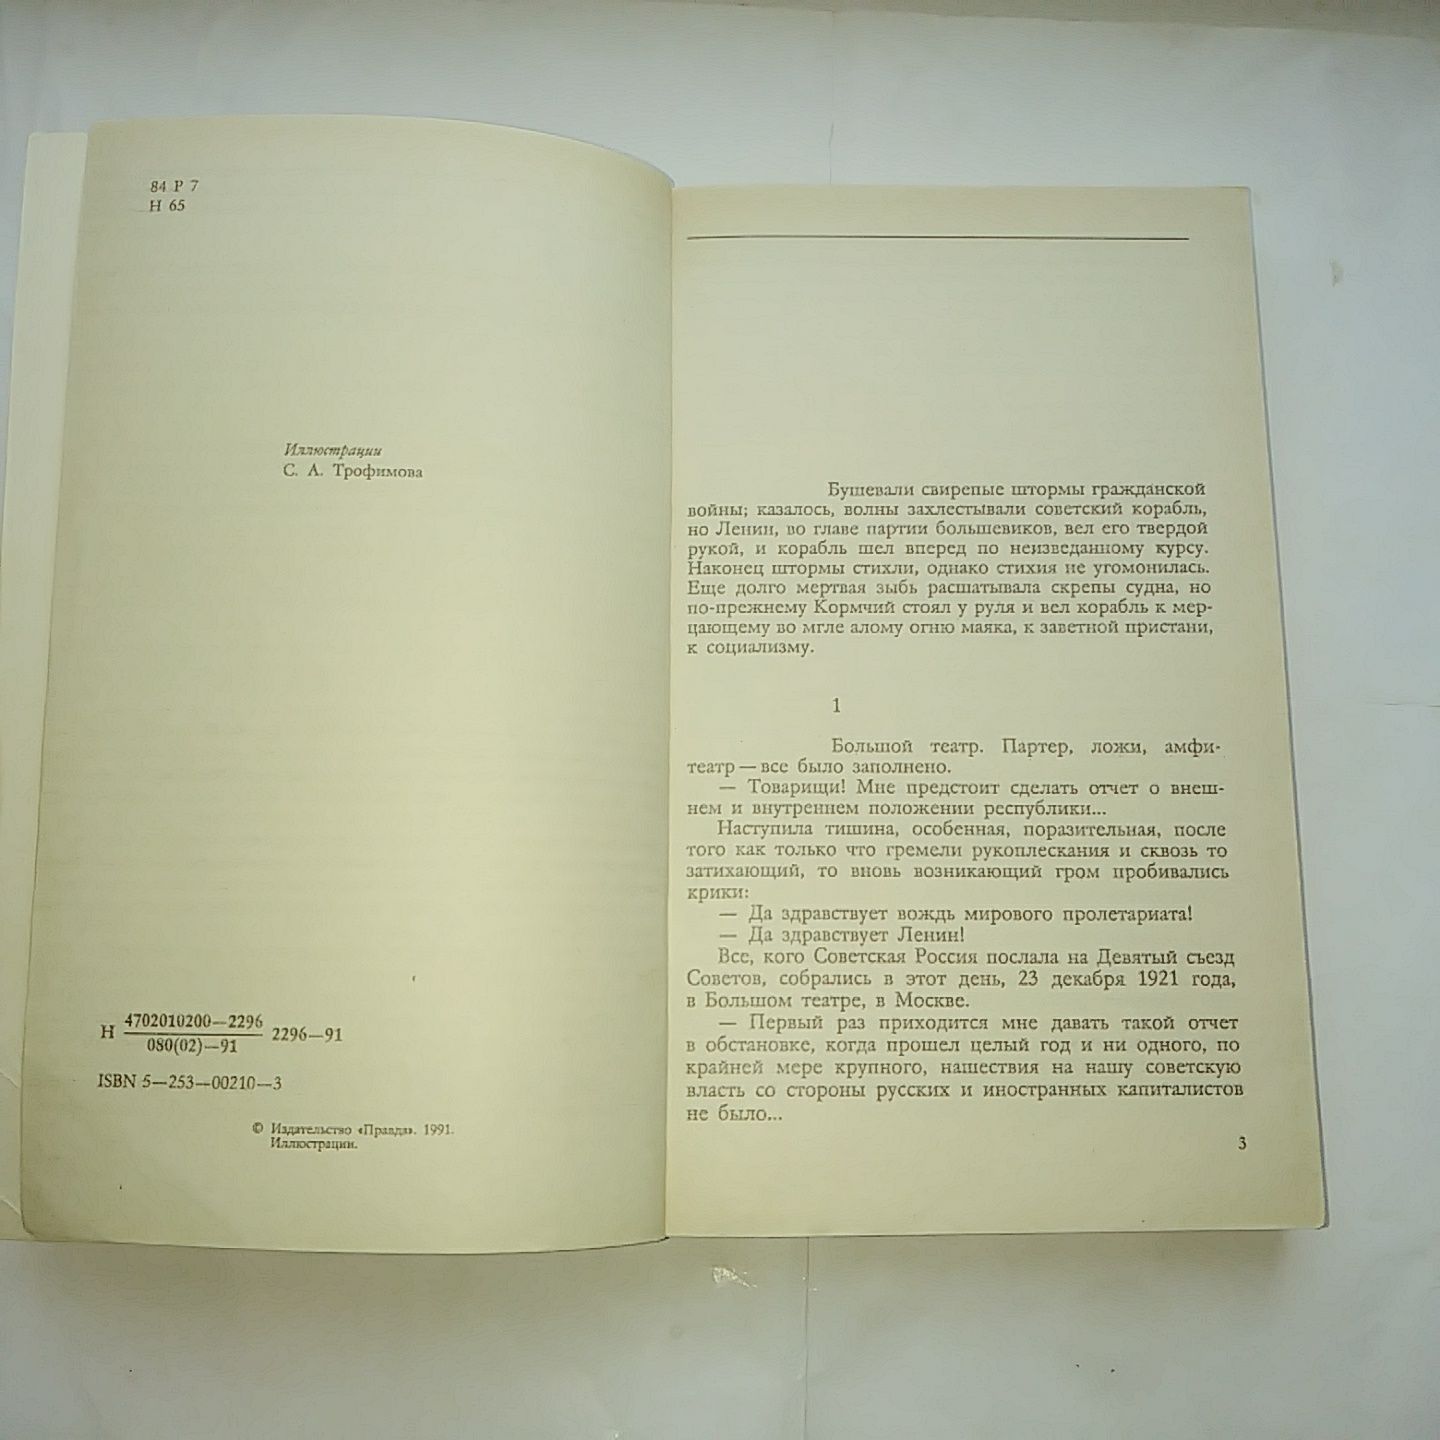 84 Р 7
Н 65
Иллюстрации
С. А. Трофимова
Н 4702010200—2296 2296—91
080(02)—91
ISBN 5—253—00210—3
© Издательство «Правда». 1991.
Иллюстрации.
Бушевали свирепые штормы гражданской
войны; казалось, волны захлестывали советский корабль,
но Ленин, во главе партии большевиков, вел его твердой
рукой, и корабль шел вперед по неизведанному курсу.
Наконец штормы стихли, однако стихия не угомонилась.
Еще долго мертвая зыбь расшатывала скрепы судна, но
по-прежнему Кормчий стоял у руля и вел корабль к мер-
цающему во мгле алому огню маяка, к заветной пристани,
к социализму.
1
Большой театр. Партер, ложи, амфи-
театр — все было заполнено.
— Товарищи! Мне предстоит сделать отчет о внеш-
нем и внутреннем положении республики...
Наступила тишина, особенная, поразительная, после
того как только что гремели рукоплескания и сквозь то
затихающий, то вновь возникающий гром пробивались
крики:
— Да здравствует вождь мирового пролетариата!
— Да здравствует Ленин!
Все, кого Советская Россия послала на Девятый съезд
Советов, собрались в этот день, 23 декабря 1921 года,
в Большом театре, в Москве.
— Первый раз приходится мне давать такой отчет
в обстановке, когда прошел целый год и ни одного, по
крайней мере крупного, нашествия на нашу советскую
власть со стороны русских и иностранных капиталистов
не было...
3